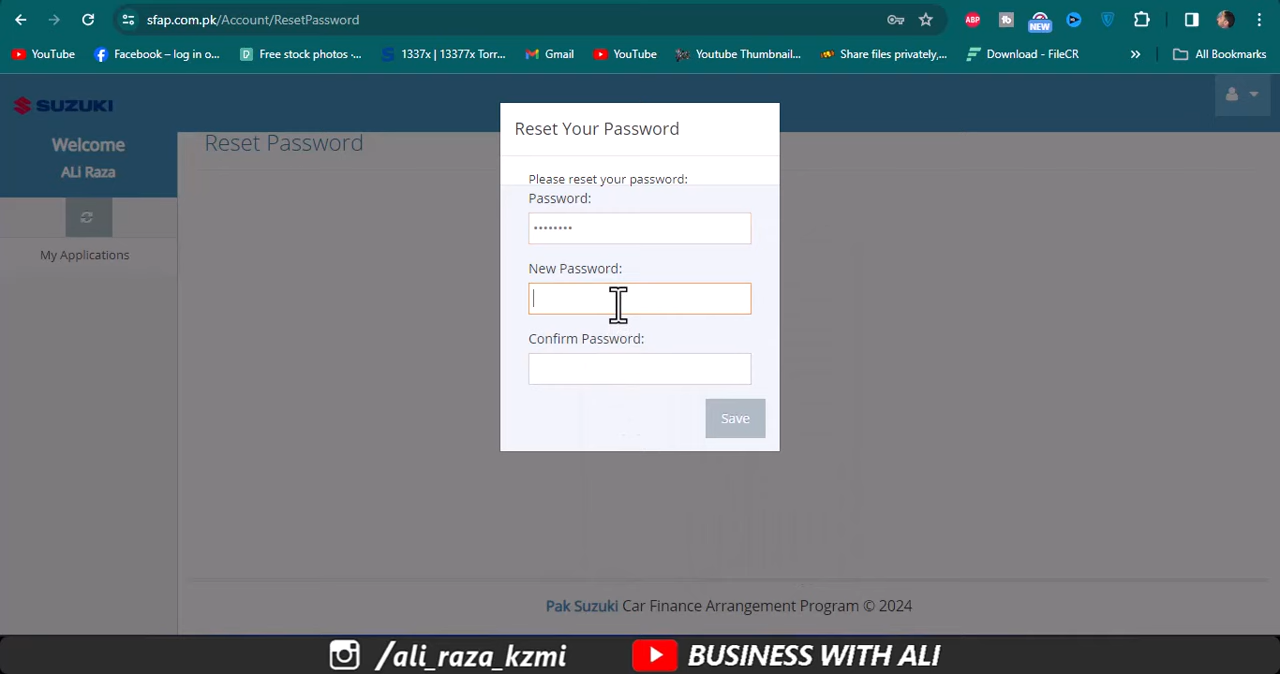 sfap.com.pk/Account/ResetPassword
ABP
NEW
YouTube
Facebook – log in o...
Free stock photos -...
1337x | 13377x Torr...
Gmail
YouTube
Youtube Thumbnail...
Share files privately,...
Download - FileCR
»
All Bookmarks
SUZUKI
Welcome
ALi Raza
My Applications
Reset Password
Reset Your Password
Please reset your password:
Password:
••••••••
New Password:
Confirm Password:
Save
Pak Suzuki Car Finance Arrangement Program © 2024
/ali_raza_kzmi
BUSINESS WITH ALI